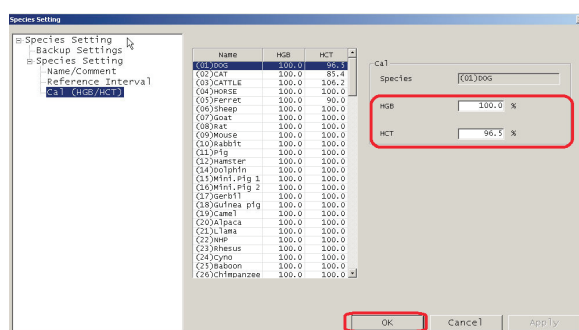 Species Setting
Species Setting
Backup Settings
Species Setting
Name/Comment
Reference Interval
Cal (HGB/HCT)
Name HGB HCT
(01)DOG 100.0 96.5
(02)CAT 100.0 85.4
(03)CATTLE 100.0 106.2
(04)HORSE 100.0 100.0
(05)Ferret 100.0 90.0
(06)Sheep 100.0 100.0
(07)Goat 100.0 100.0
(08)Rat 100.0 100.0
(09)Mouse 100.0 100.0
(10)Rabbit 100.0 100.0
(11)Pig 100.0 100.0
(12)Hamster 100.0 100.0
(14)Dolphin 100.0 100.0
(15)Mini.Pig 1 100.0 100.0
(16)Mini.Pig 2 100.0 100.0
(17)Gerbil 100.0 100.0
(18)Guinea pig 100.0 100.0
(19)Camel 100.0 100.0
(20)Alpaca 100.0 100.0
(21)Llama 100.0 100.0
(22)NHP 100.0 100.0
(23)Rhesus 100.0 100.0
(24)Cyno 100.0 100.0
(25)Baboon 100.0 100.0
(26)Chimpanzee 100.0 100.0
Cal
Species (01)DOG
HGB 100.0 %
HCT 96.5 %
OK Cancel Apply